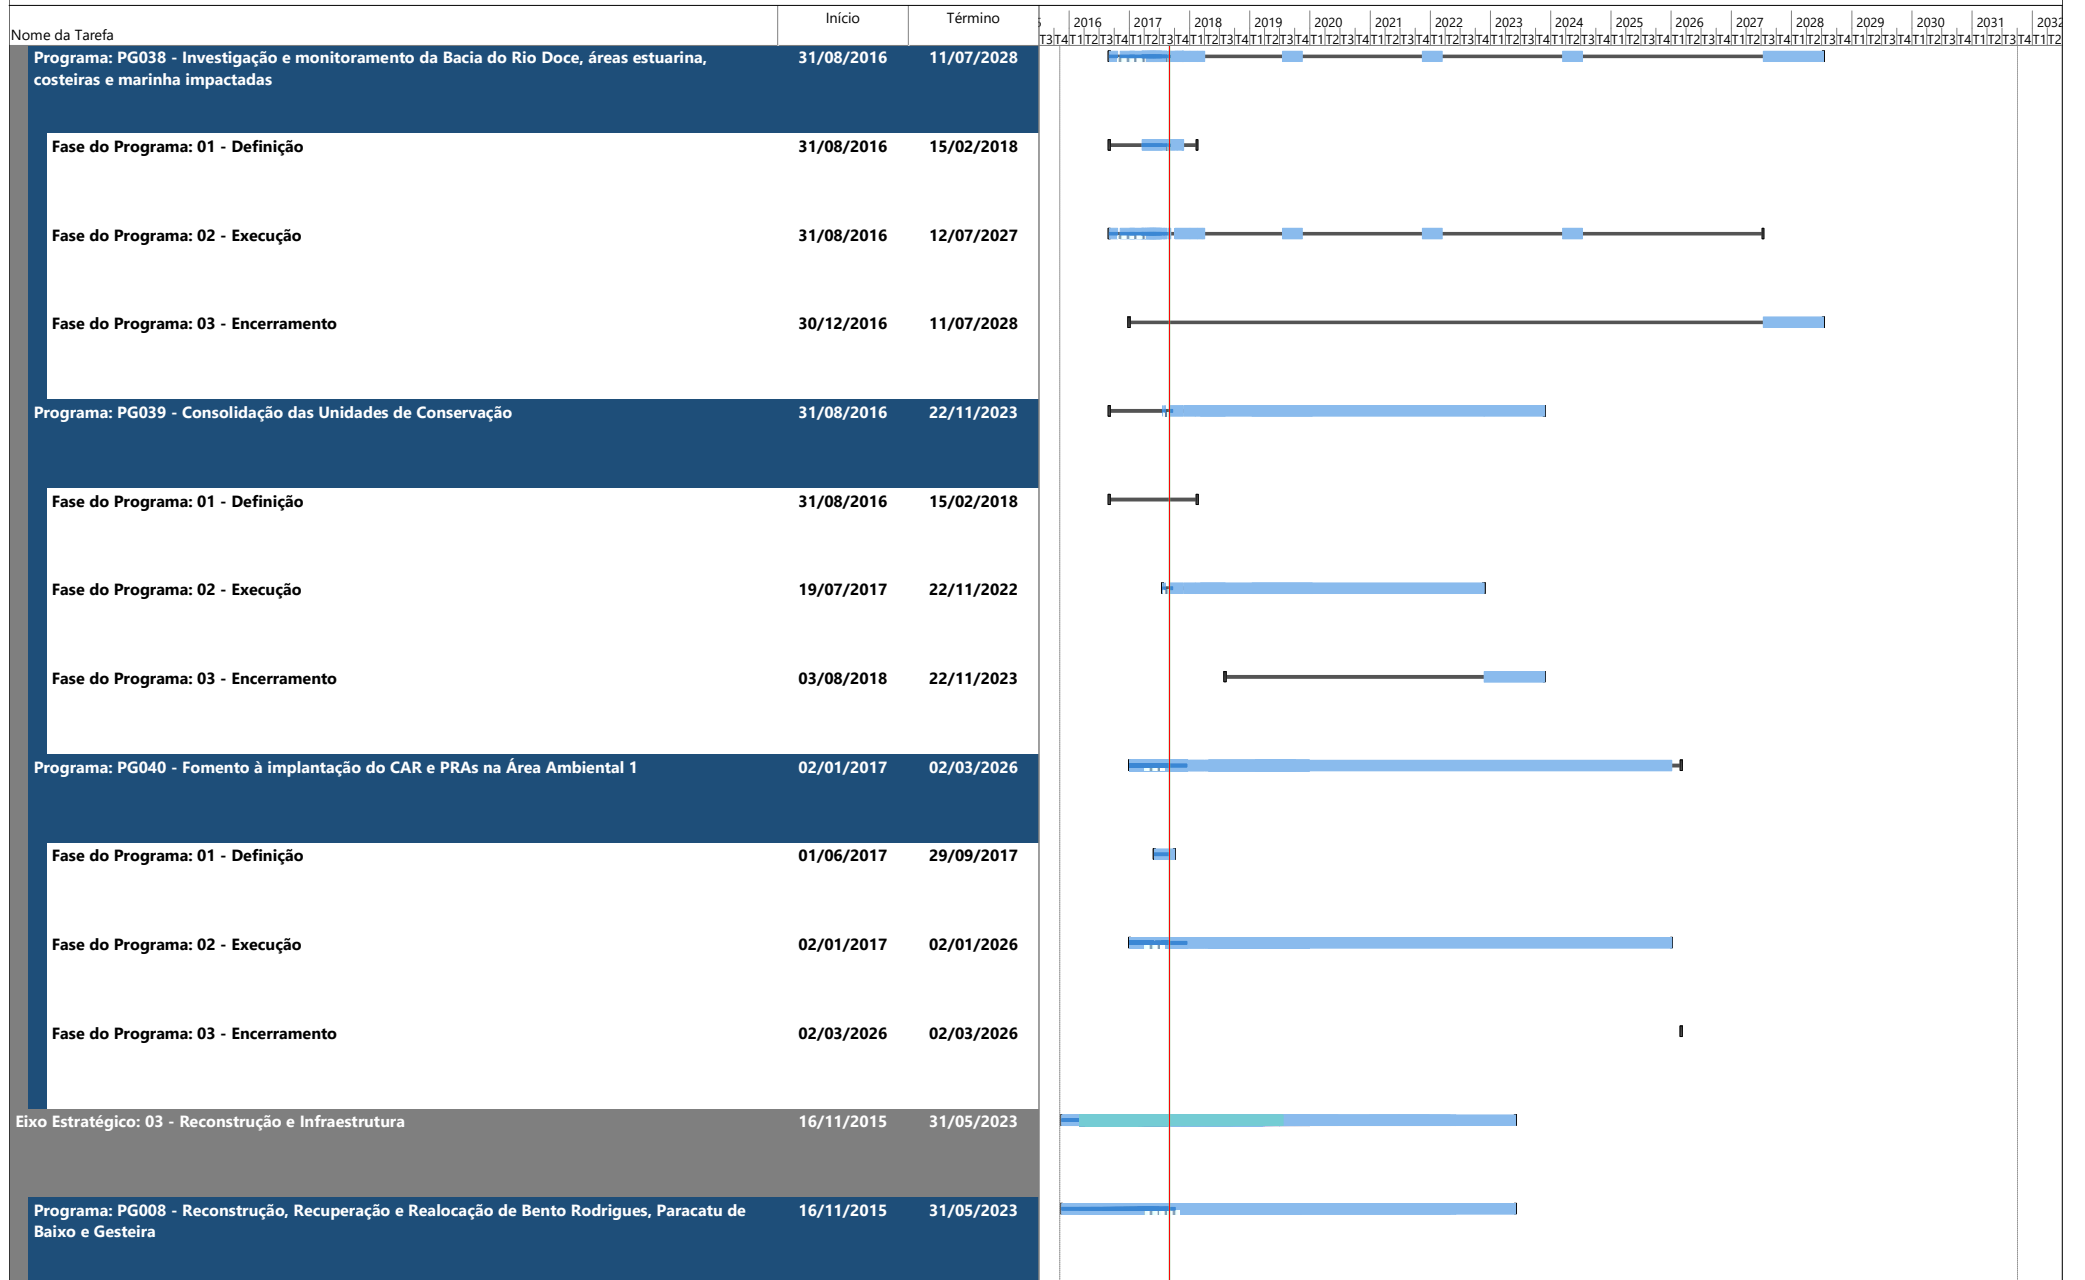 Início Término
Nome da Tarefa
2016 2017 2018 2019 2020 2021 2022 2023 2024 2025 2026 2027 2028 2029 2030 2031 2032
T3T4T1T2T3T4T1T2T3T4T1T2T3T4T1T2T3T4T1T2T3T4T1T2T3T4T1T2T3T4T1T2T3T4T1T2T3T4T1T2T3T4T1T2T3T4T1T2T3T4T1T2T3T4T1T2T3T4T1T2T3T4T1T2T3T4T1T2
Programa: PG038 - Investigação e monitoramento da Bacia do Rio Doce, áreas estuarina, 31/08/2016 11/07/2028
costeiras e marinha impactadas
Fase do Programa: 01 - Definição 31/08/2016 15/02/2018
Fase do Programa: 02 - Execução 31/08/2016 12/07/2027
Fase do Programa: 03 - Encerramento 30/12/2016 11/07/2028
Programa: PG039 - Consolidação das Unidades de Conservação 31/08/2016 22/11/2023
Fase do Programa: 01 - Definição 31/08/2016 15/02/2018
Fase do Programa: 02 - Execução 19/07/2017 22/11/2022
Fase do Programa: 03 - Encerramento 03/08/2018 22/11/2023
Programa: PG040 - Fomento à implantação do CAR e PRAs na Área Ambiental 1 02/01/2017 02/03/2026
Fase do Programa: 01 - Definição 01/06/2017 29/09/2017
Fase do Programa: 02 - Execução 02/01/2017 02/01/2026
Fase do Programa: 03 - Encerramento 02/03/2026 02/03/2026
Eixo Estratégico: 03 - Reconstrução e Infraestrutura 16/11/2015 31/05/2023
Programa: PG008 - Reconstrução, Recuperação e Realocação de Bento Rodrigues, Paracatu de 16/11/2015 31/05/2023
Baixo e Gesteira